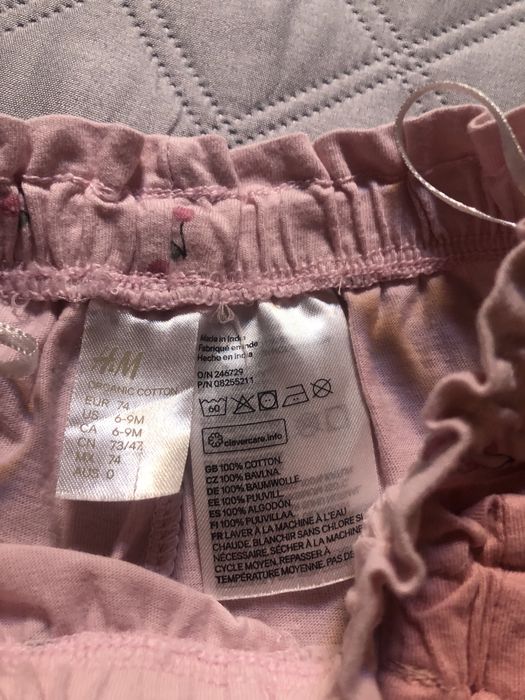 H&M
ORGANIC COTTON
EUR 74
US 6-9M
CA 6-9M
CN 73/47
MX 74
AUS 0
Made in India
Fabriqué en Inde
Hecho en India
O/N 246729
P/N Q8255211
60
clevercare.info
GB 100% COTTON.
CZ 100% BAVLNA.
DE 100% BAUMWOLLE.
EE 100% PUUVILL.
ES 100% ALGODÓN.
FI 100% PUUVILLAA.
FR LAVER À LA MACHINE À L'EAU
CHAUDE. BLANCHIR SANS CHLORE SI
NÉCESSAIRE. SÉCHER À LA MACHINE
CYCLE MOYEN. REPASSER À
TEMPÉRATURE MOYENNE. PAS DE